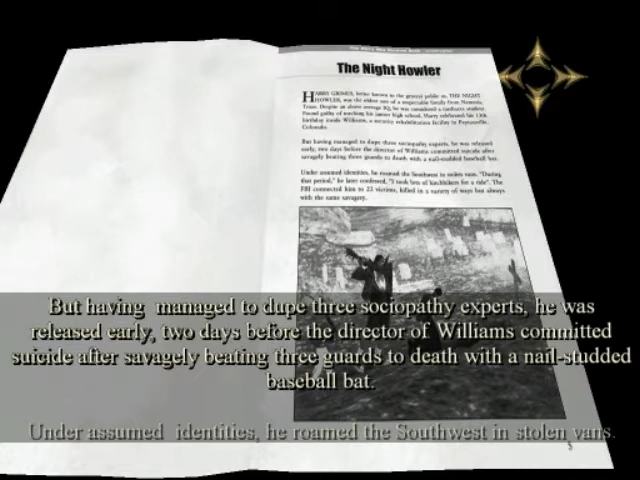 The Night Howler
HARRY GRIMES, better known to the general public as, THE NIGHT
HOWLER, was the eldest son of a respectable family from
Texas. Despite an above average IQ, he was considered a
Found guilty of torching his junior high school, Harry celebrated his 13th
birthday inside Williams, a security rehabilitation facility in
Colorado.
But having managed to dupe three sociopathy experts, he was released
early, two days before the director of Williams committed suicide after
savagely beating three guards to death with a nail-studded baseball bat.
Under assumed identities, he roamed the Southwest in stolen vans. "During
that period," he later confessed, "I took lots of hitchhikers for a ride". The
FBI connected him to 22 victims, killed in a variety of ways but always
with the same savagery.
But having managed to dupe three sociopathy experts, he was
released early, two days before the director of Williams committed
suicide after savagely beating three guards to death with a nail-studded
baseball bat.
Under assumed identities, he roamed the Southwest in stolen vans.
5